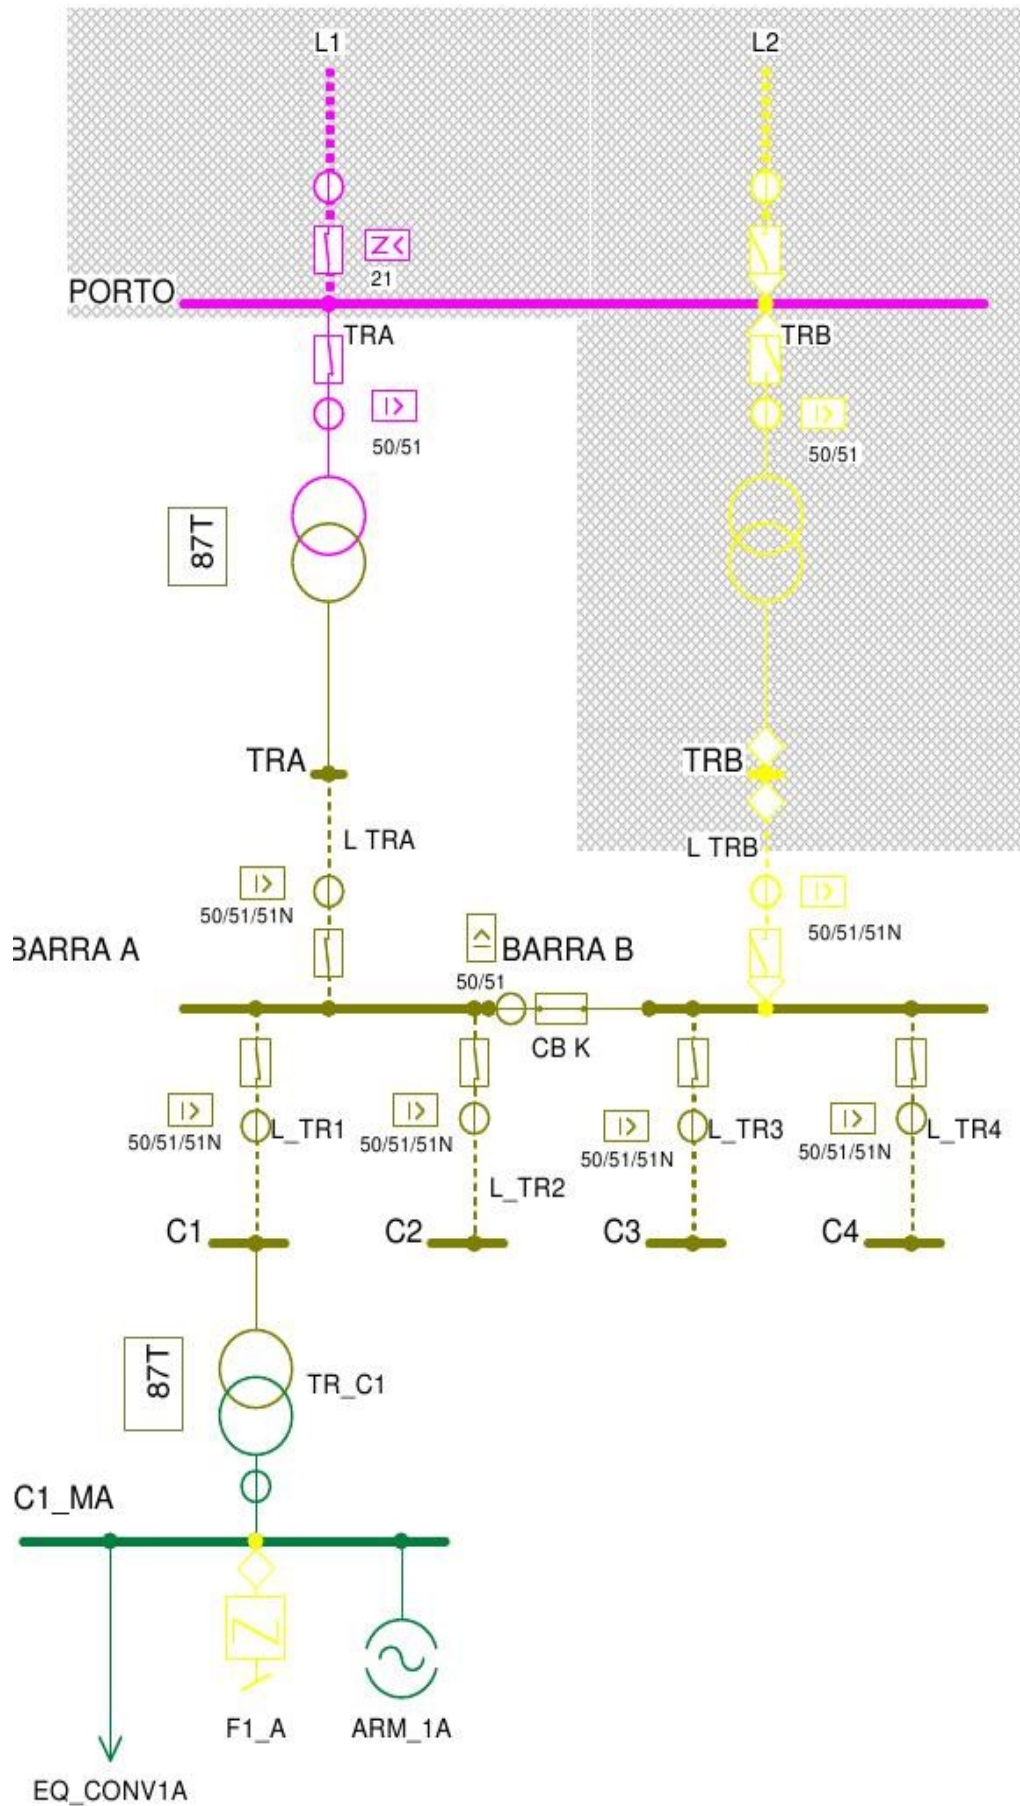 L1
L2
Z<
21
PORTO
TRA
TRB
I>
I>
50/51
50/51
87T
TRA
TRB
L TRA
L TRB
I>
I>
50/51/51N
50/51/51N
BARRA A
I>
BARRA B
50/51
CB K
I>
I>
I>
I>
L_TR1
L_TR3
L_TR4
50/51/51N
50/51/51N
50/51/51N
50/51/51N
L_TR2
C1
C2
C3
C4
87T
TR_C1
C1_MA
Z
F1_A
ARM_1A
EQ_CONV1A